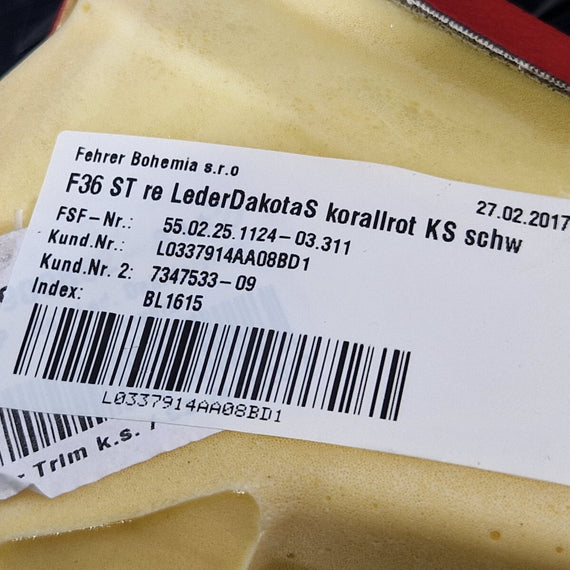 Fehrer Bohemia s.r.o
27.02.2017
F36 ST re LederDakotaS korallrot KS schw
FSF-Nr.: 55.02.25.1124-03.311
Kund.Nr.: L0337914AA08BD1
Kund.Nr. 2: 7347533-09
Index: BL1615
L0337914AA08BD1
Trim k.s.